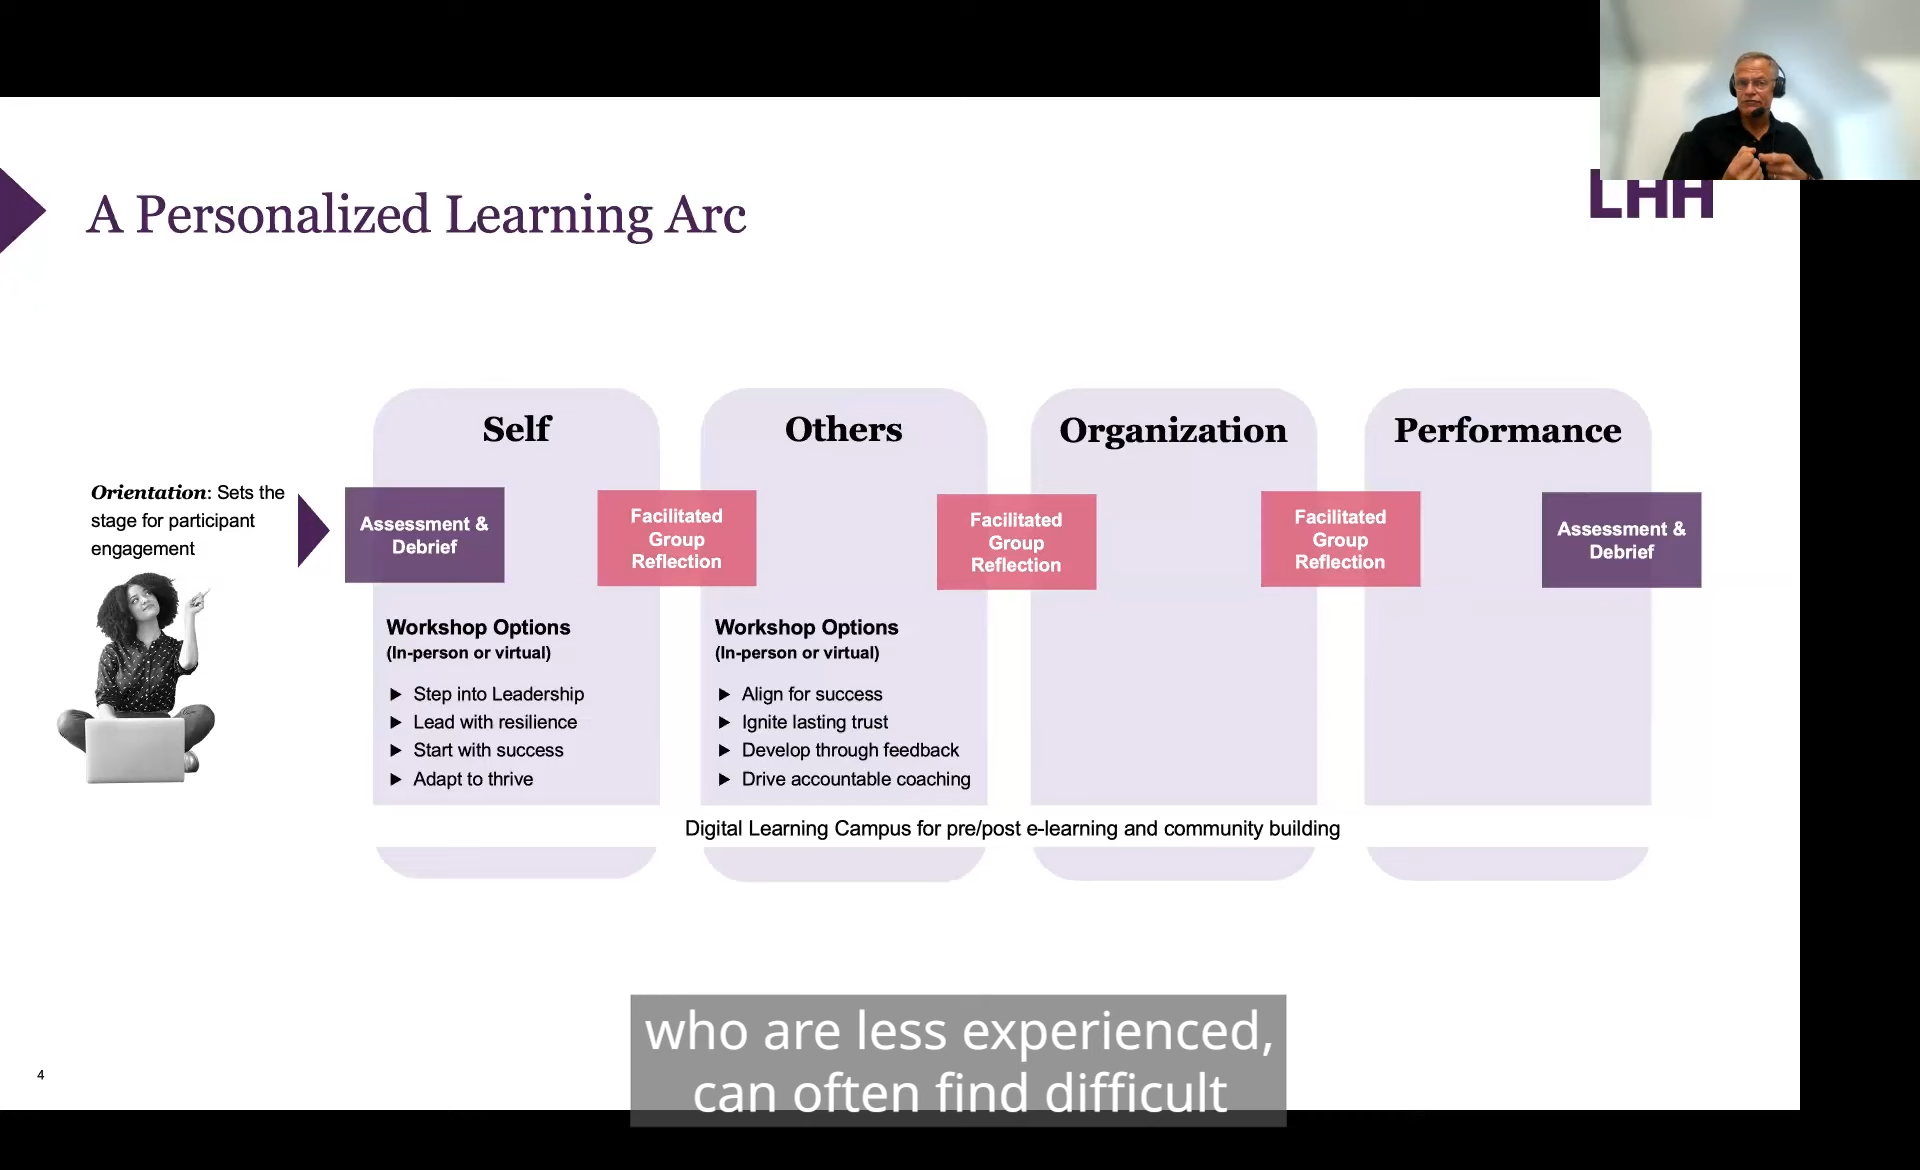 LHH
A Personalized Learning Arc
Self
Others
Organization
Performance
Orientation: Sets the
stage for participant
engagement
Assessment &
Debrief
Facilitated
Group
Reflection
Facilitated
Group
Reflection
Facilitated
Group
Reflection
Assessment &
Debrief
Workshop Options
(In-person or virtual)
▶ Step into Leadership
▶ Lead with resilience
▶ Start with success
▶ Adapt to thrive
Workshop Options
(In-person or virtual)
▶ Align for success
▶ Ignite lasting trust
▶ Develop through feedback
▶ Drive accountable coaching
Digital Learning Campus for pre/post e-learning and community building
who are less experienced,
can often find difficult
4